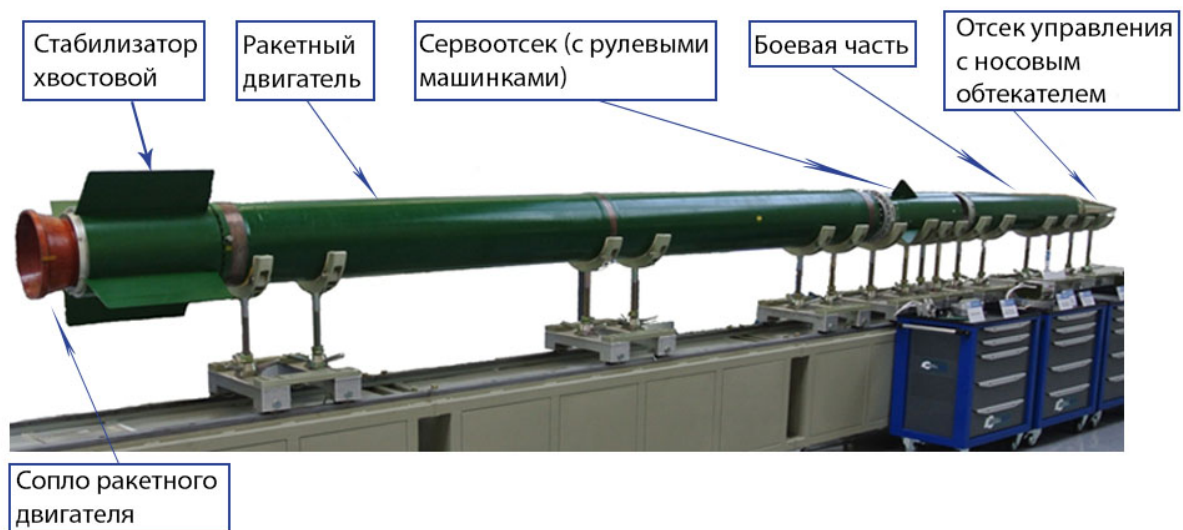 Стабилизатор
хвостовой
Ракетный
двигатель
Сервоотсек (с рулевыми
машинками)
Боевая часть
Отсек управления
с носовым
обтекателем
Сопло ракетного
двигателя